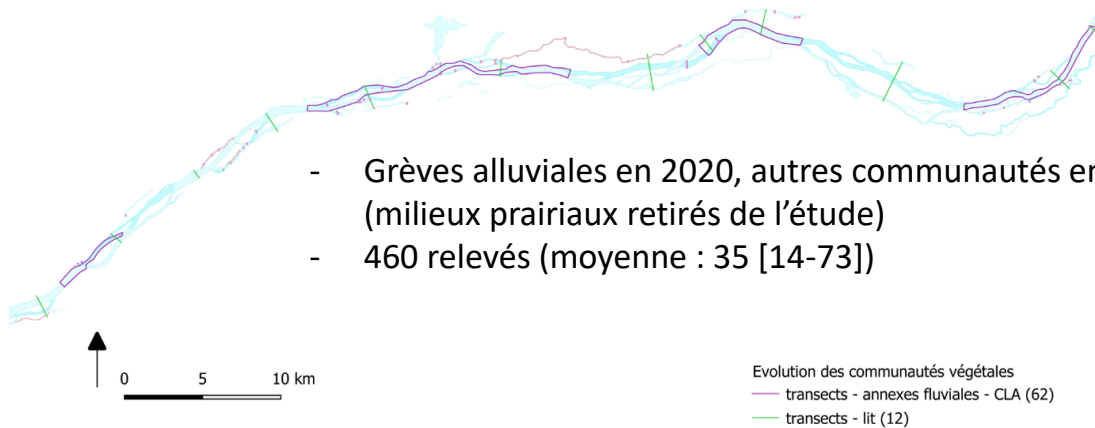 - Grèves alluviales en 2020, autres communautés en
(milieux prairiaux retirés de l’étude)
- 460 relevés (moyenne : 35 [14-73])
0 5 10 km
Evolution des communautés végétales
transects - annexes fluviales - CLA (62)
transects - lit (12)